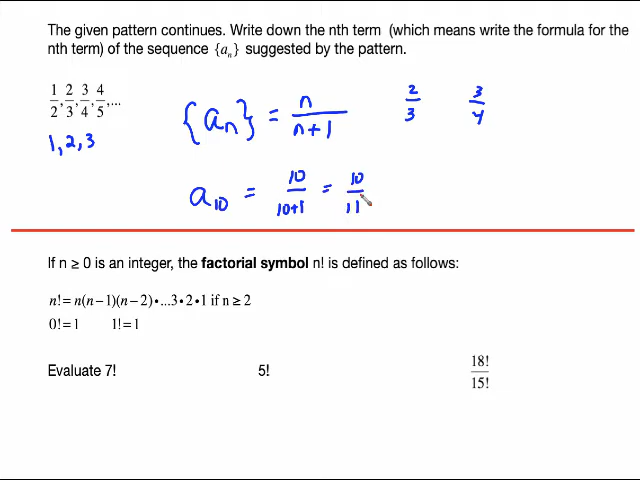 The given pattern continues. Write down the nth term (which means write the formula for the
nth term) of the sequence {aₙ} suggested by the pattern.
1/2, 2/3, 3/4, 4/5, ...
{aₙ} = n/(n+1)   2/3   3/4
1, 2, 3
a₁₀ = 10/(10+1) = 10/11
If n ≥ 0 is an integer, the factorial symbol n! is defined as follows:
n! = n(n−1)(n−2)•...3•2•1 if n ≥ 2
0! = 1   1! = 1
Evaluate 7!   5!   18!/15!